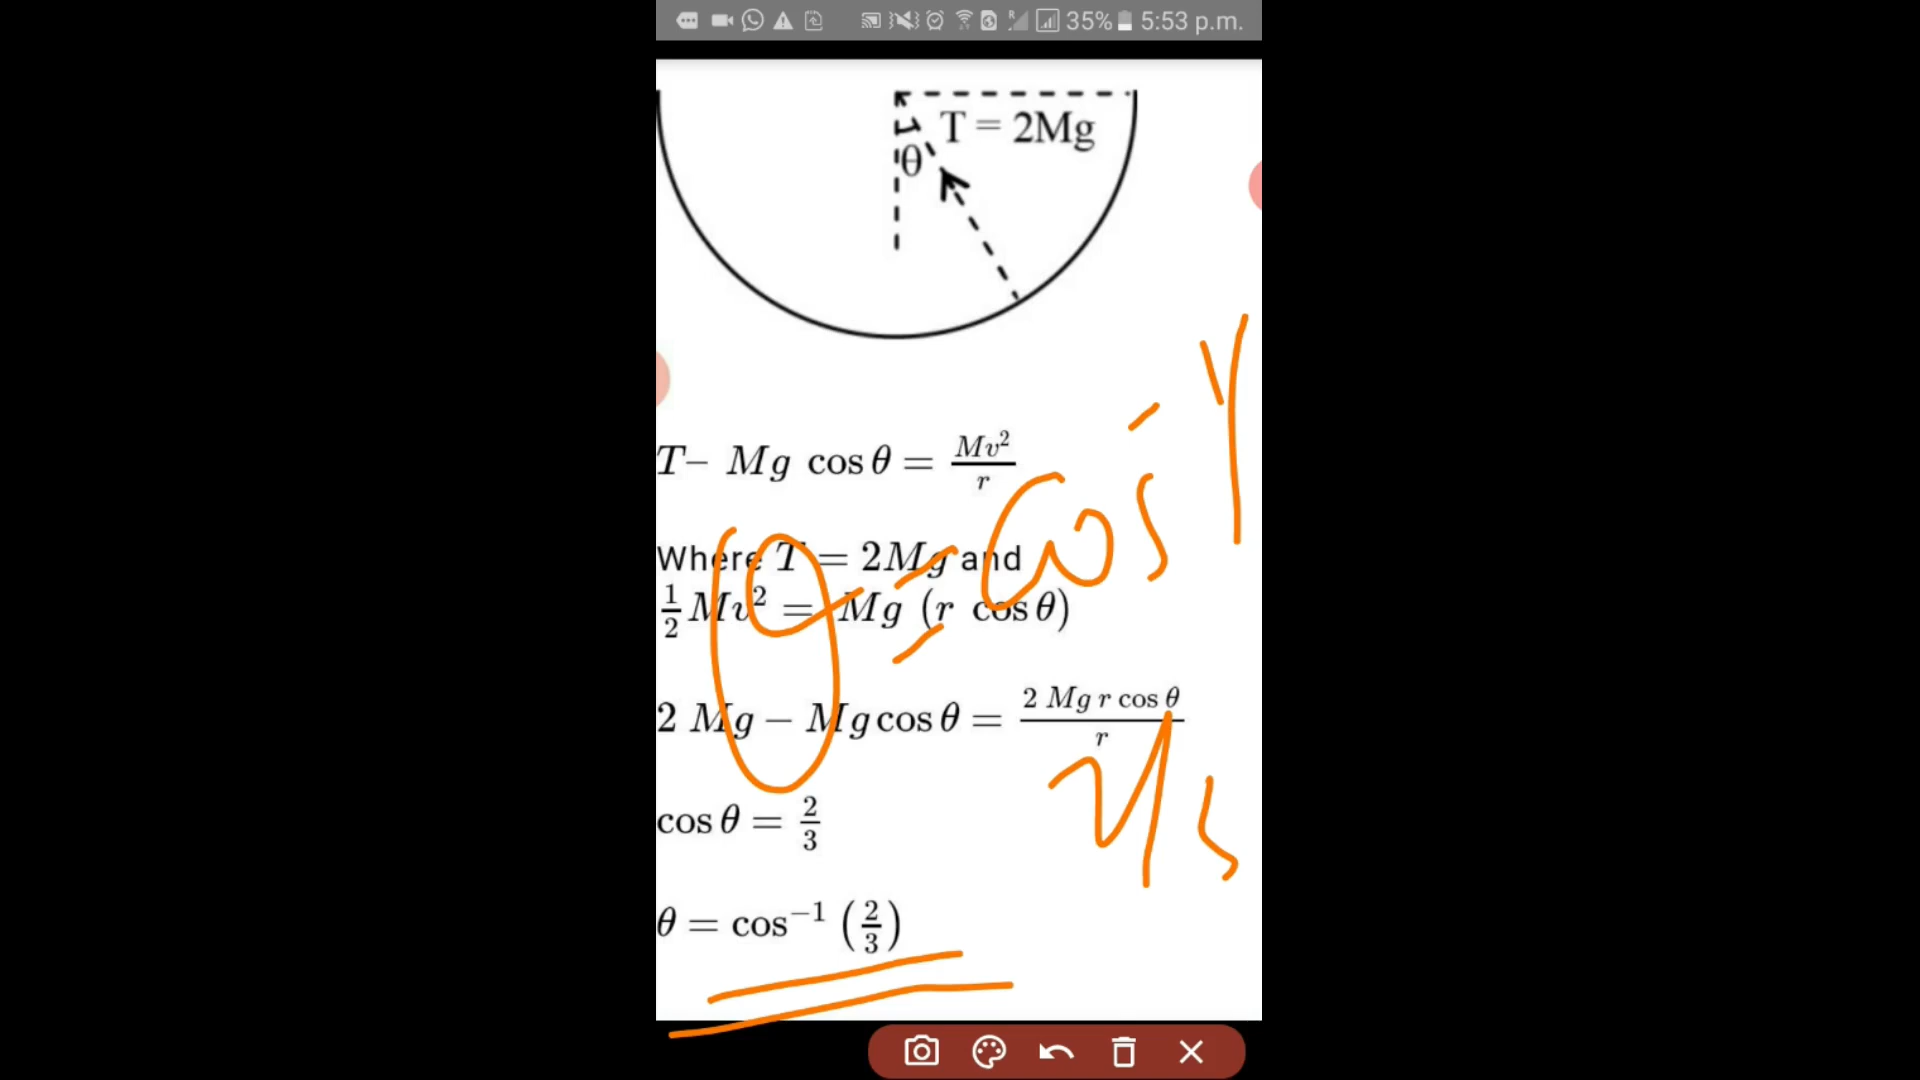 35% 5:53 p.m.
T = 2Mg
θ
T– Mg cos θ = Mv²/r
Where T = 2Mg and
½Mv² = Mg (r cos θ)
2 Mg – Mg cos θ = 2 Mg r cos θ/r
cos θ = 2/3
θ = cos⁻¹ (2/3)
θ = Cos⁻¹
2/3